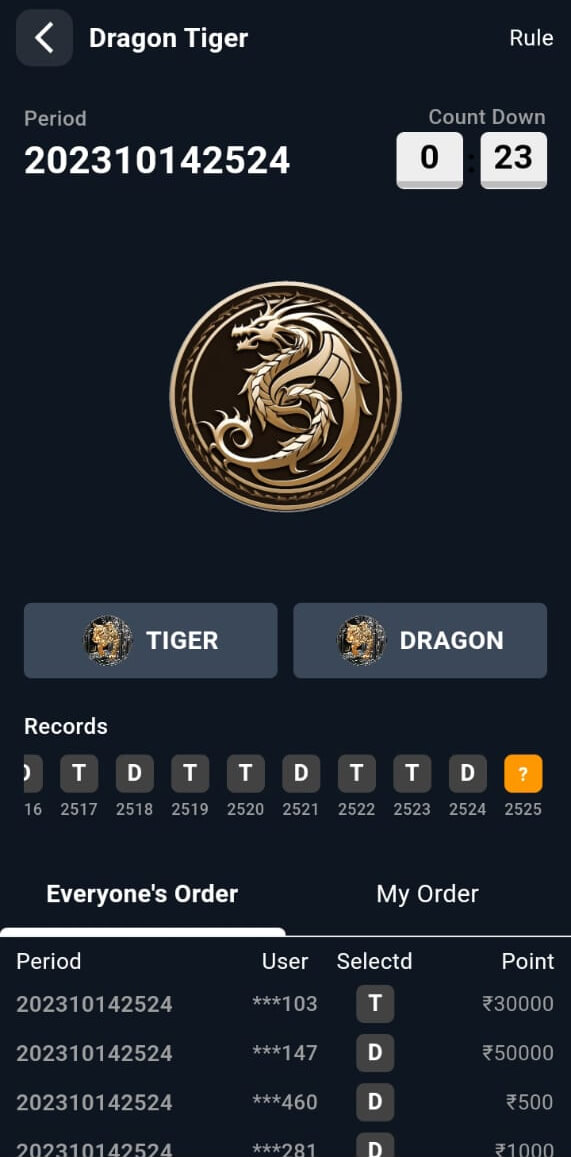 Dragon Tiger Rule
Period Count Down
202310142524 0 : 23
TIGER DRAGON
Records
D T D T T D T T D ?
16 2517 2518 2519 2520 2521 2522 2523 2524 2525
Everyone's Order My Order
Period User Selectd Point
202310142524 ***103 T ₹30000
202310142524 ***147 D ₹50000
202310142524 ***460 D ₹500
202310142524 ***281 D ₹1000